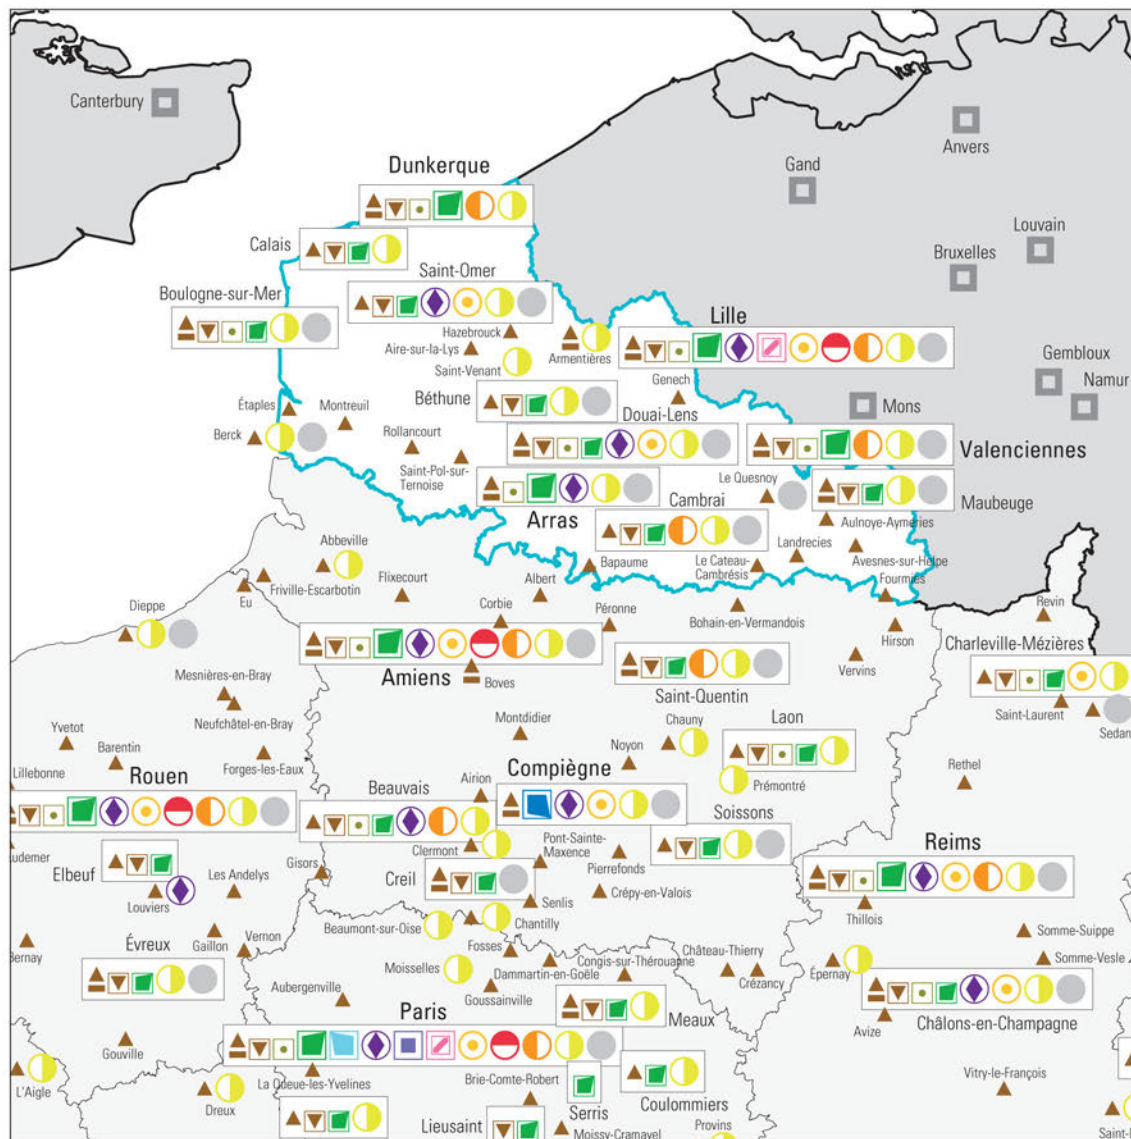 Canterbury
Anvers
Gand
Dunkerque
Louvain
Bruxelles
Calais
Saint-Omer
Boulogne-sur-Mer
Lille
Hazebrouck
Aire-sur-la-Lys
Armentières
Saint-Venant
Gembloux
Namur
Genech
Béthune
Douai-Lens
Mons
Étaples
Montreuil
Berck
Rollancourt
Saint-Pol-sur-
Ternoise
Valenciennes
Le Quesnoy
Cambrai
Maubeuge
Arras
Aulnoye-Aymeries
Landrecies
Avesnes-sur-Helpe
Abbeville
Bapaume
Le Cateau-
Cambrésis
Fourmies
Flixecourt
Albert
Friville-Escarbotin
Eu
Dieppe
Corbie
Péronne
Bohain-en-Vermandois
Revin
Hirson
Charleville-Mézières
Vervins
Amiens
Boves
Saint-Quentin
Mesnières-en-Bray
Neufchâtel-en-Bray
Saint-Laurent
Sedan
Montdidier
Chauny
Laon
Yvetot
Barentin
Noyon
Lillebonne
Forges-les-Eaux
Rouen
Airion
Compiègne
Prémontré
Rethel
Beauvais
Soissons
Clermont
Pont-Sainte-
Maxence
Pierrefonds
Reims
udemer
Elbeuf
Gisors
Creil
Les Andelys
Louviers
Crépy-en-Valois
Senlis
Thillois
Beaumont-sur-Oise
Chantilly
Gaillon
Vernon
Somme-Suippe
Évreux
Bernay
Fosses
Château-Thierry
Somme-Vesle
Moisselles
Dammartin-en-Goële
Congis-sur-Thérouanne
Crézancy
Épernay
Aubergenville
Goussainville
Paris
Meaux
Avize
Châlons-en-Champagne
Gouville
L'Aigle
La Queue-les-Yvelines
Brie-Comte-Robert
Vitry-le-François
Dreux
Serris
Coulommiers
Lieusaint
Moissy-Cramayel
Provins
Saint-